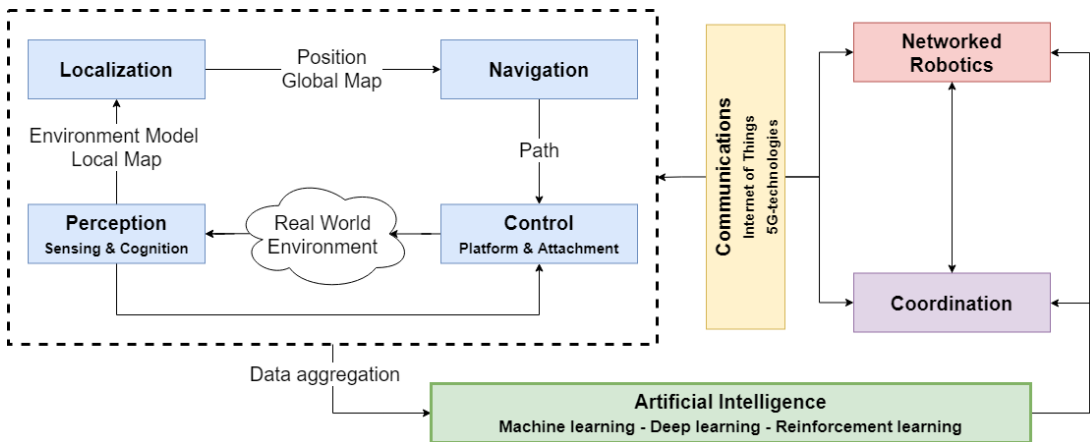 Localization
Position
Global Map
Navigation
Environment Model
Local Map
Path
Perception
Sensing & Cognition
Real World
Environment
Control
Platform & Attachment
Communications
Internet of Things
5G-technologies
Networked
Robotics
Coordination
Data aggregation
Artificial Intelligence
Machine learning - Deep learning - Reinforcement learning